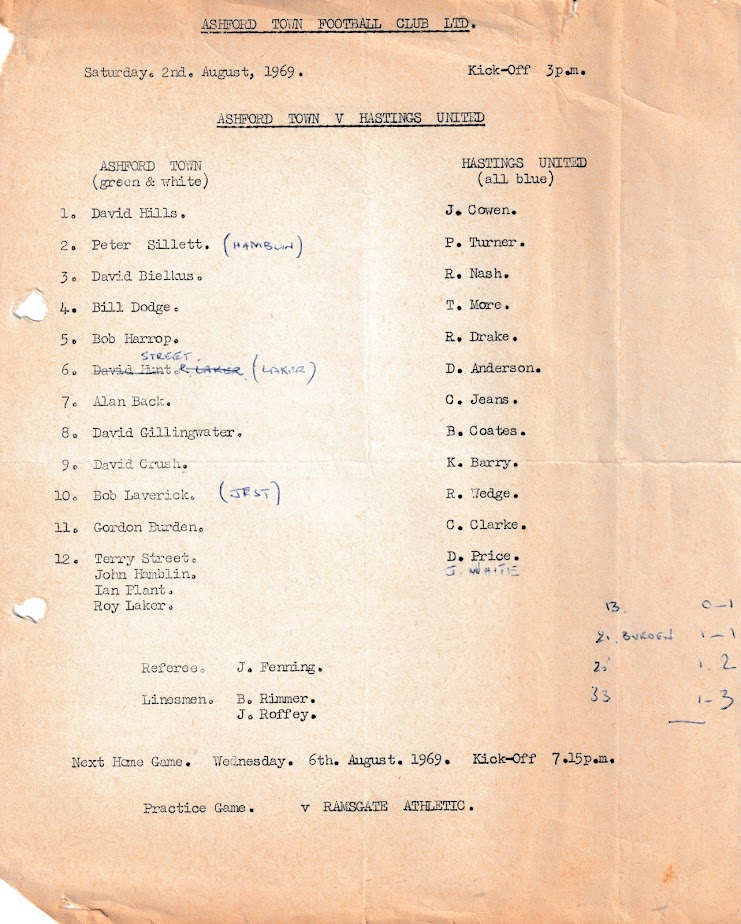 ASHFORD TOWN FOOTBALL CLUB LTD.
Saturday. 2nd. August, 1969. Kick-Off 3p.m.
ASHFORD TOWN V HASTINGS UNITED
ASHFORD TOWN HASTINGS UNITED
(green & white) (all blue)
1. David Hills. J. Cowen.
2. Peter Sillett. (HAMBLIN) P. Turner.
3. David Bielkus. R. Nash.
4. Bill Dodge. T. More.
5. Bob Harrop. R. Drake.
STREET.
6. David Hunt. & LAKER. (LAKER) D. Anderson.
7. Alan Back. C. Jeans.
8. David Gillingwater. B. Coates.
9. David Crush. K. Barry.
10. Bob Laverick. (JEST) R. Wedge.
11. Gordon Burden. C. Clarke.
12. Terry Street. D. Price.
John Hamblin. J. WHITE
Ian Plant.
Roy Laker.
13. 0-1
21. BURDEN 1-1
25 1.2
33 1-3
Referee. J. Fenning.
Linesmen. B. Rimmer.
J. Roffey.
Next Home Game. Wednesday. 6th. August. 1969. Kick-Off 7.15p.m.
Practice Game. v RAMSGATE ATHLETIC.